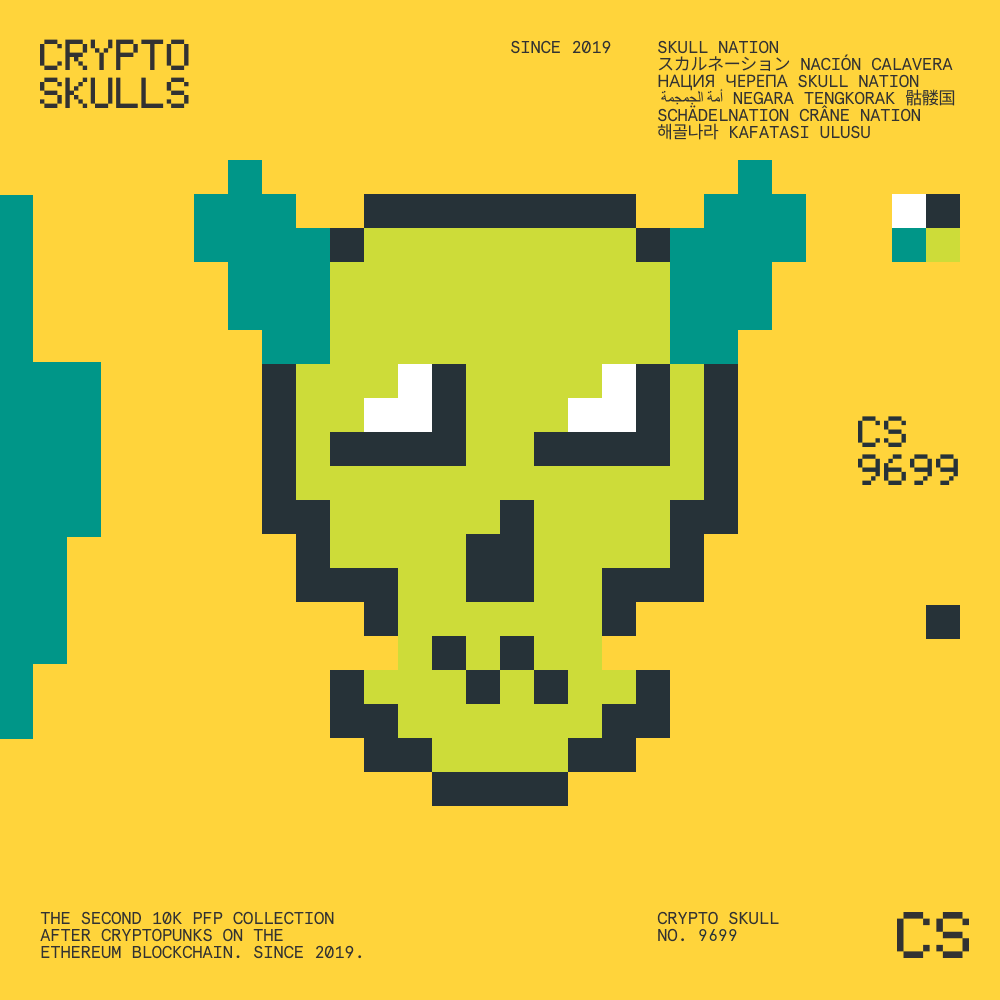 CRYPTO
SKULLS
SINCE 2019
SKULL NATION
スカルネーション NACIÓN CALAVERA
НАЦИЯ ЧЕРЕПА SKULL NATION
أمة الجمجمة NEGARA TENGKORAK 骷髅国
SCHÄDELNATION CRÂNE NATION
해골나라 KAFATASI ULUSU
CS
9699
THE SECOND 10K PFP COLLECTION
AFTER CRYPTOPUNKS ON THE
ETHEREUM BLOCKCHAIN. SINCE 2019.
CRYPTO SKULL
NO. 9699
CS